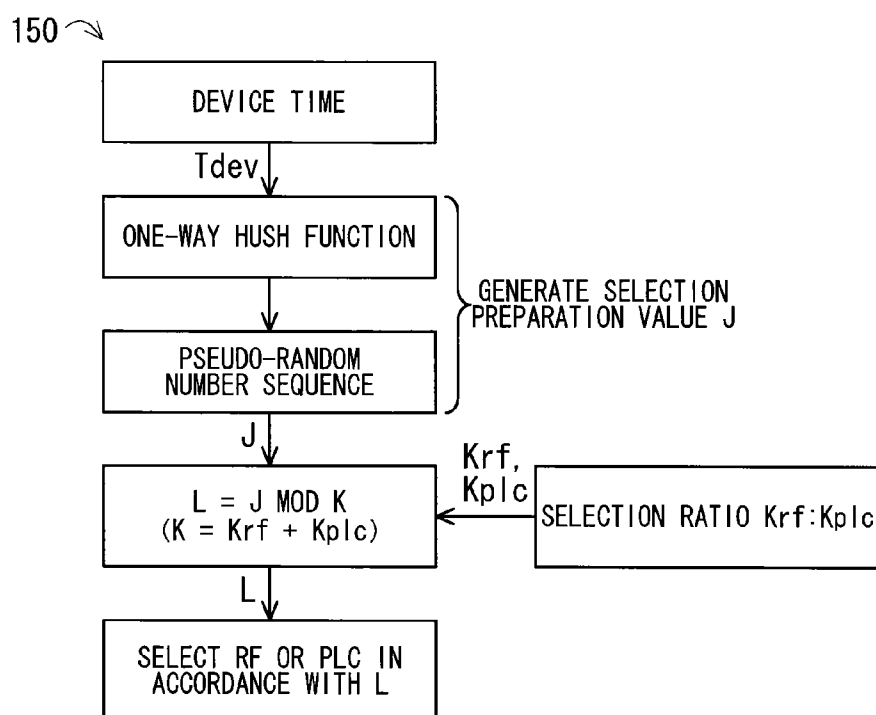 150
DEVICE TIME
Tdev
ONE-WAY HUSH FUNCTION
GENERATE SELECTION
PREPARATION VALUE J
PSEUDO-RANDOM
NUMBER SEQUENCE
J
Krf,
Kplc
L = J MOD K
(K = Krf + Kplc)
SELECTION RATIO Krf:Kplc
L
SELECT RF OR PLC IN
ACCORDANCE WITH L